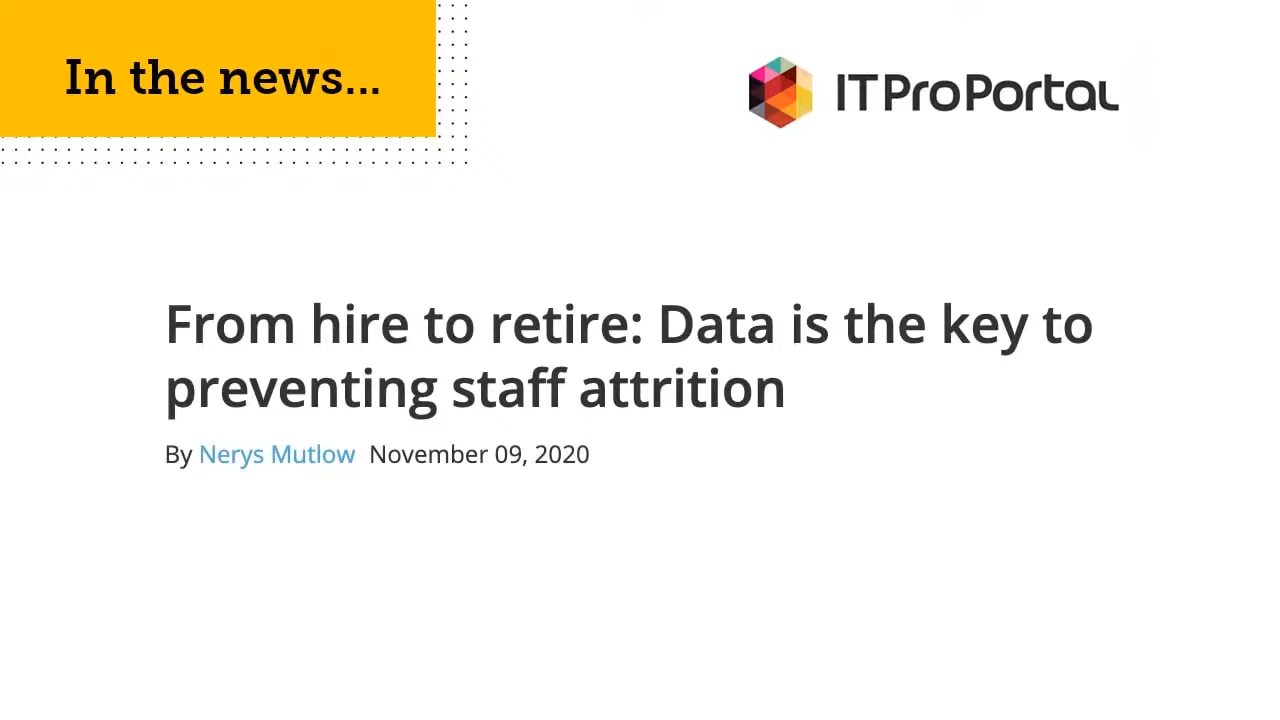 In the news...
ITProPortal
From hire to retire: Data is the key to
preventing staff attrition
By Nerys Mutlow November 09, 2020